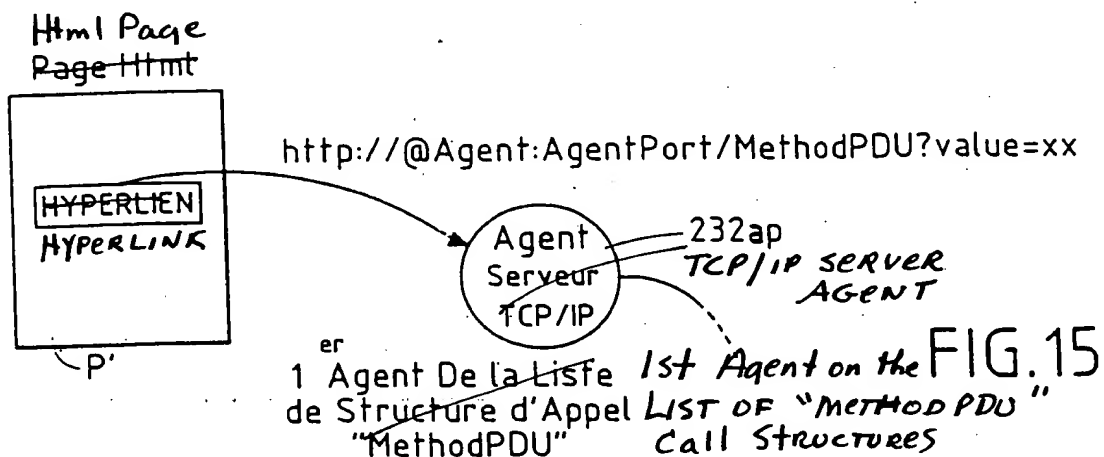 Html Page
Page Html
http://@Agent:AgentPort/MethodPDU?value=xx
HYPERLIEN
HYPERLINK
Agent
Serveur
TCP/IP
232ap
TCP/IP SERVER
AGENT
P'
1er Agent De la Liste
de Structure d'Appel
"MethodPDU"
1st Agent on the
LIST OF "METHOD PDU"
Call STRUCTURES
FIG.15